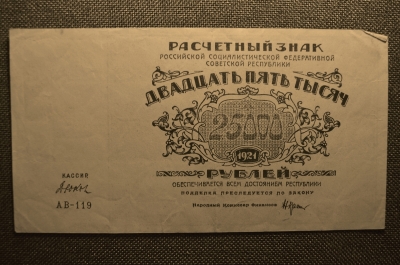 РАСЧЕТНЫЙ ЗНАК
РОССИЙСКОЙ СОЦИАЛИСТИЧЕСКОЙ ФЕДЕРАТИВНОЙ
СОВЕТСКОЙ РЕСПУБЛИКИ
ДВАДЦАТЬ ПЯТЬ ТЫСЯЧ
25000
1921
РУБЛЕЙ
ОБЕСПЕЧИВАЕТСЯ ВСЕМ ДОСТОЯНИЕМ РЕСПУБЛИКИ
ПОДДЕЛКА ПРЕСЛЕДУЕТСЯ ПО ЗАКОНУ
Народный Комиссар Финансов
КАССИР
АВ-119